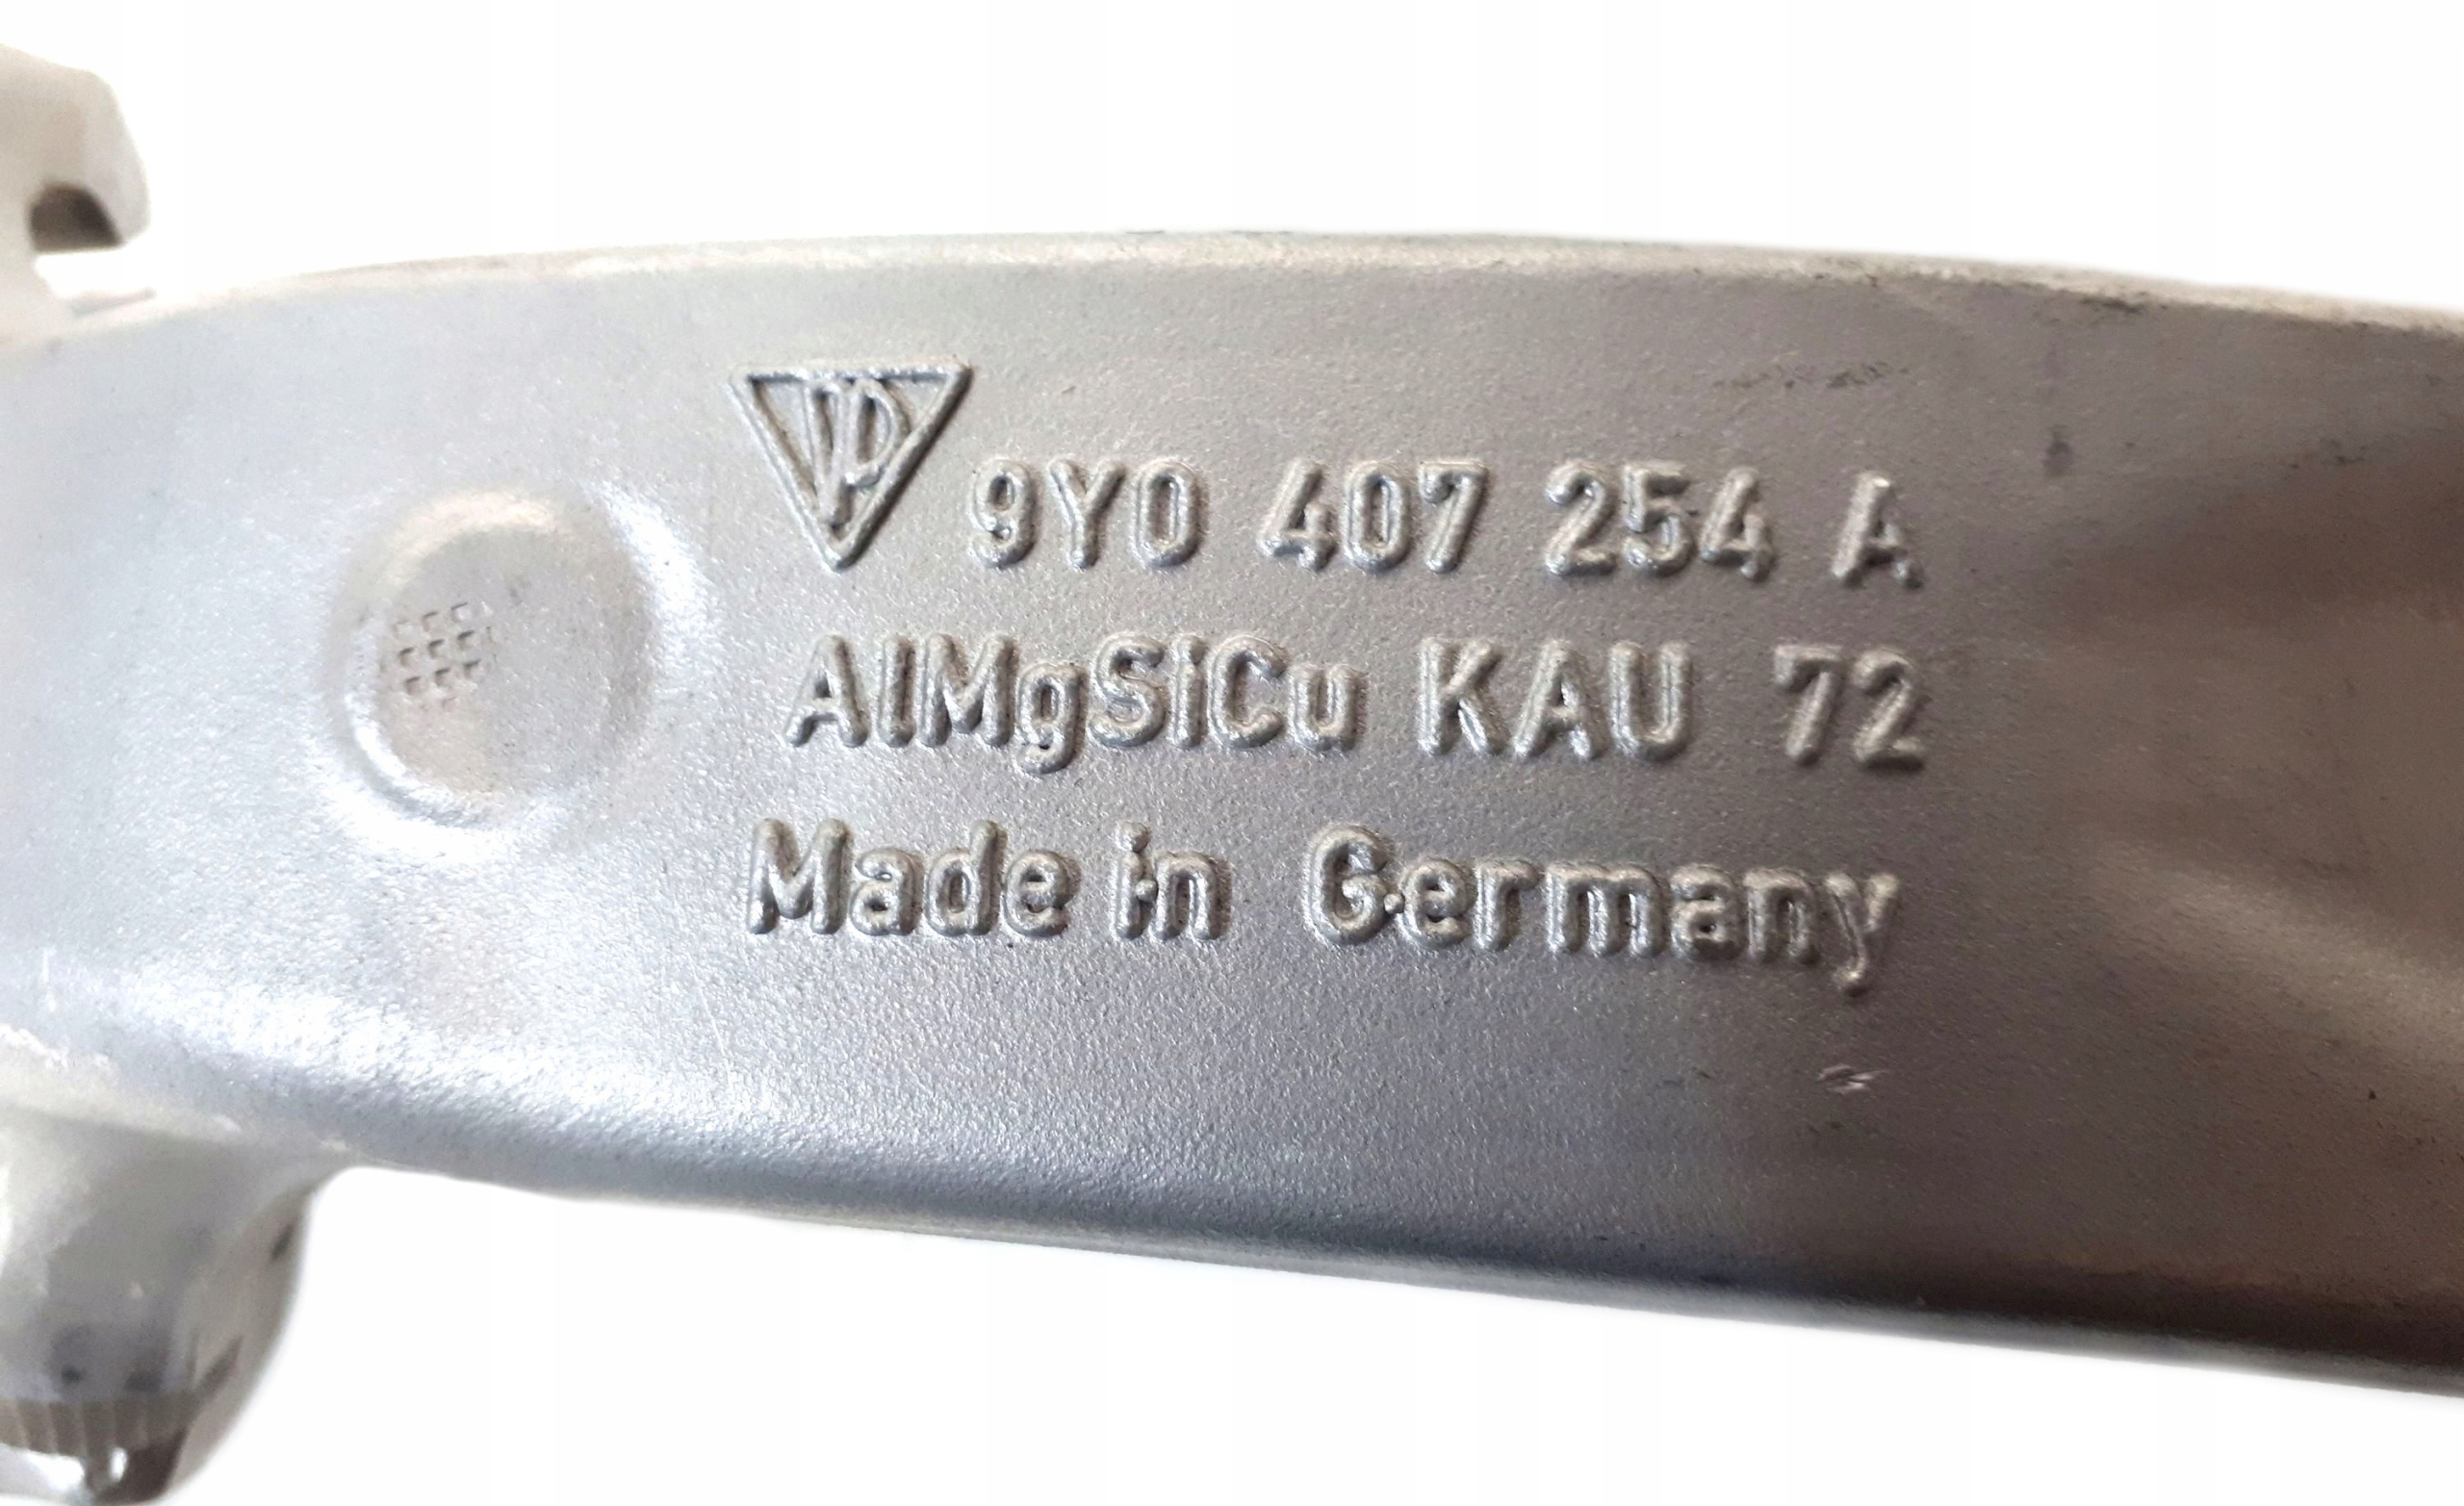 9Y0 407 254 A
AlMgSiCu KAU 72
Made in Germany